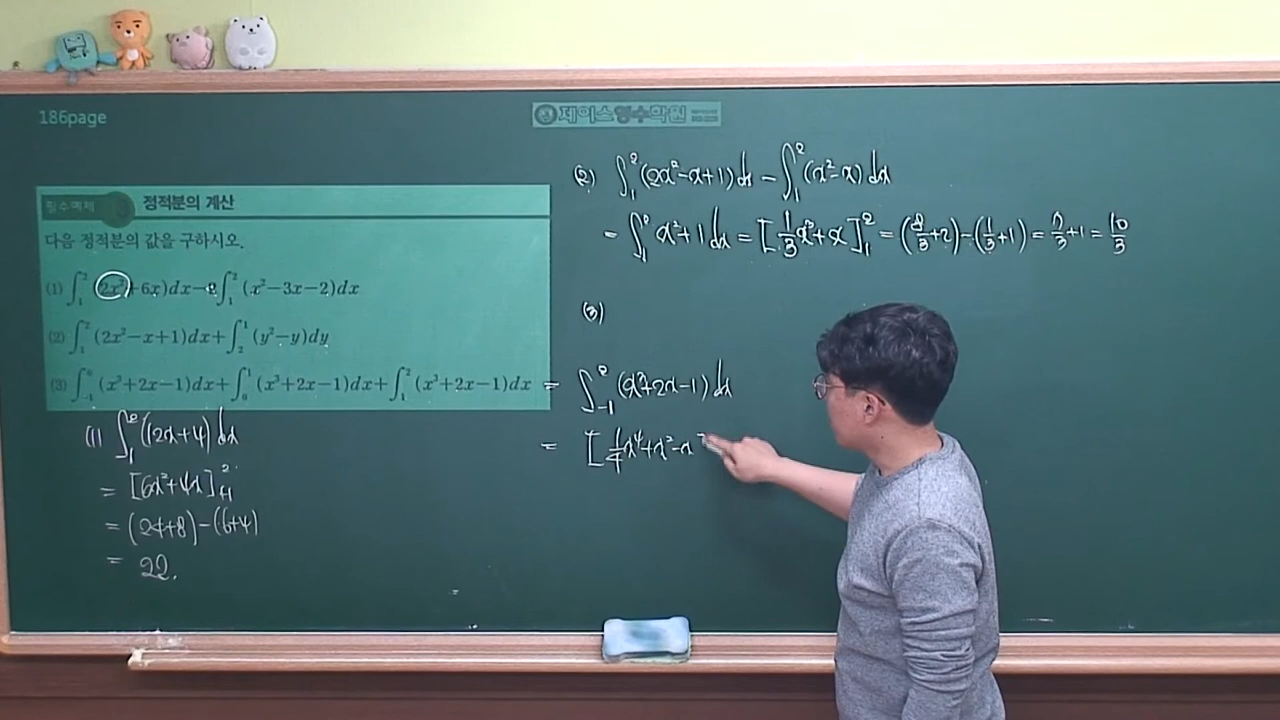 186page
제이스영수학원
필수예제
정적분의 계산
다음 정적분의 값을 구하시오.
(1) ∫₁² (2x²+6x)dx−2∫₁² (x²−3x−2)dx
(2) ∫₁² (2x²−x+1)dx+∫₂¹ (y²−y)dy
(3) ∫₋₁⁰ (x³+2x−1)dx+∫₀¹ (x³+2x−1)dx+∫₁² (x³+2x−1)dx
(1) ∫₁² (12x+4)dx
= [6x²+4x]₁²
= (24+8)−(6+4)
= 22.
(2) ∫₁² (2x²−x+1)dx − ∫₁² (x²−x)dx
= ∫₁² x²+1 dx = [1/3 x³+x]₁² = (8/3+2)−(1/3+1) = 7/3+1 = 10/3
(3)
= ∫₋₁² (x³+2x−1)dx
= [1/4 x⁴+x²−x]